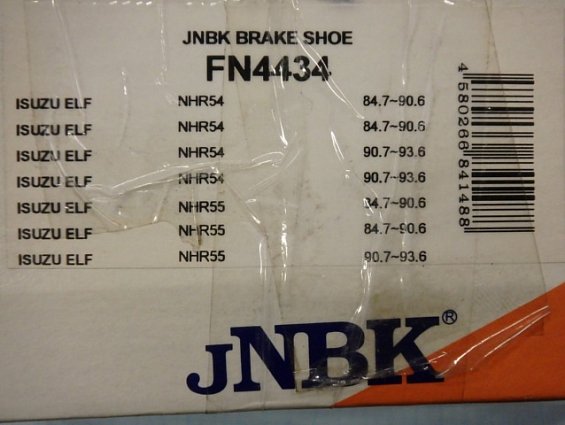 JNBK BRAKE SHOE
FN4434
ISUZU ELF NHR54 84.7~90.6
ISUZU ELF NHR54 84.7~90.6
ISUZU ELF NHR54 90.7~93.6
ISUZU ELF NHR54 90.7~93.6
ISUZU ELF NHR55 84.7~90.6
ISUZU ELF NHR55 84.7~90.6
ISUZU ELF NHR55 90.7~93.6
4 580266 841488
JNBK®